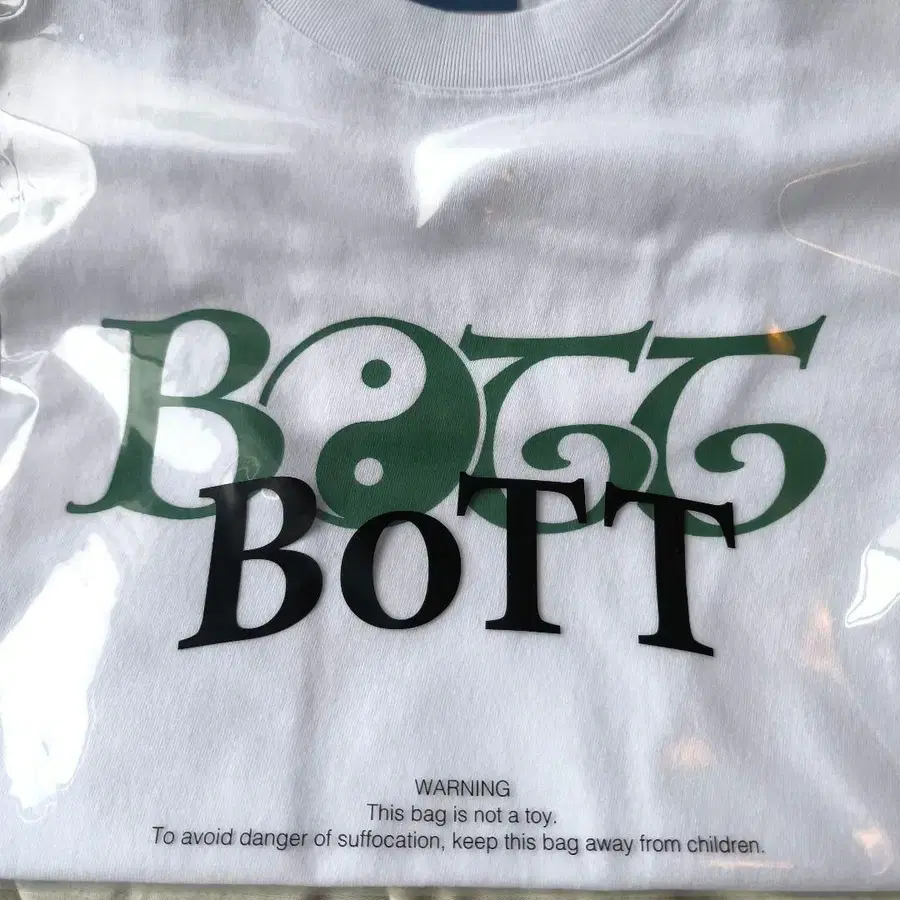 BOTT
BoTT
WARNING
This bag is not a toy.
To avoid danger of suffocation, keep this bag away from children.